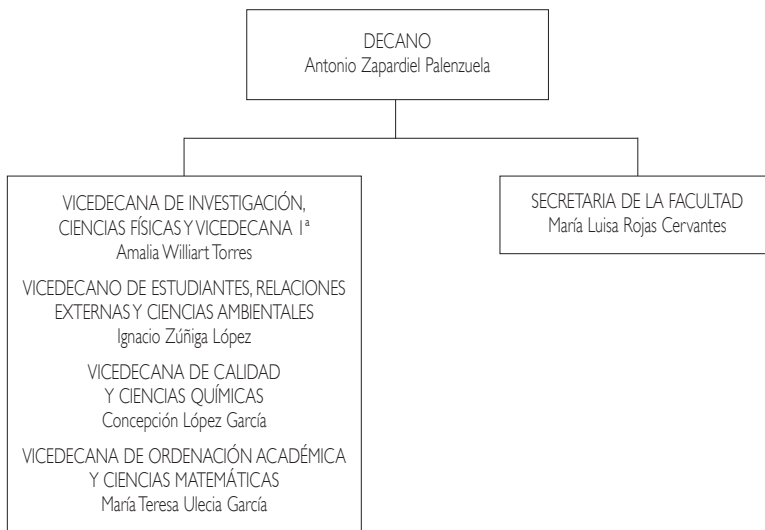 DECANO
Antonio Zapardiel Palenzuela
VICEDECANA DE INVESTIGACIÓN,
CIENCIAS FÍSICAS Y VICEDECANA 1ª
Amalia Williart Torres
VICEDECANO DE ESTUDIANTES, RELACIONES
EXTERNAS Y CIENCIAS AMBIENTALES
Ignacio Zúñiga López
VICEDECANA DE CALIDAD
Y CIENCIAS QUÍMICAS
Concepción López García
VICEDECANA DE ORDENACIÓN ACADÉMICA
Y CIENCIAS MATEMÁTICAS
María Teresa Ulecia García
SECRETARIA DE LA FACULTAD
María Luisa Rojas Cervantes